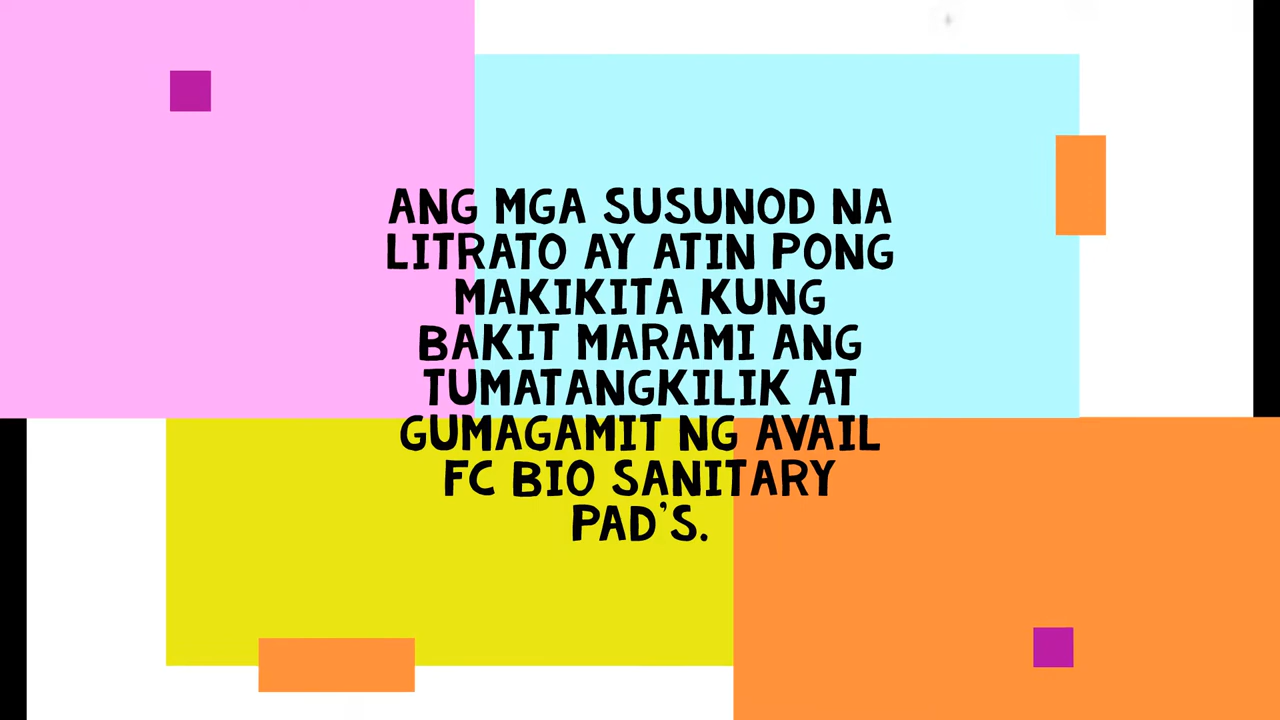 ANG MGA SUSUNOD NA
LITRATO AY ATIN PONG
MAKIKITA KUNG
BAKIT MARAMI ANG
TUMATANGKILIK AT
GUMAGAMIT NG AVAIL
FC BIO SANITARY
PAD'S.